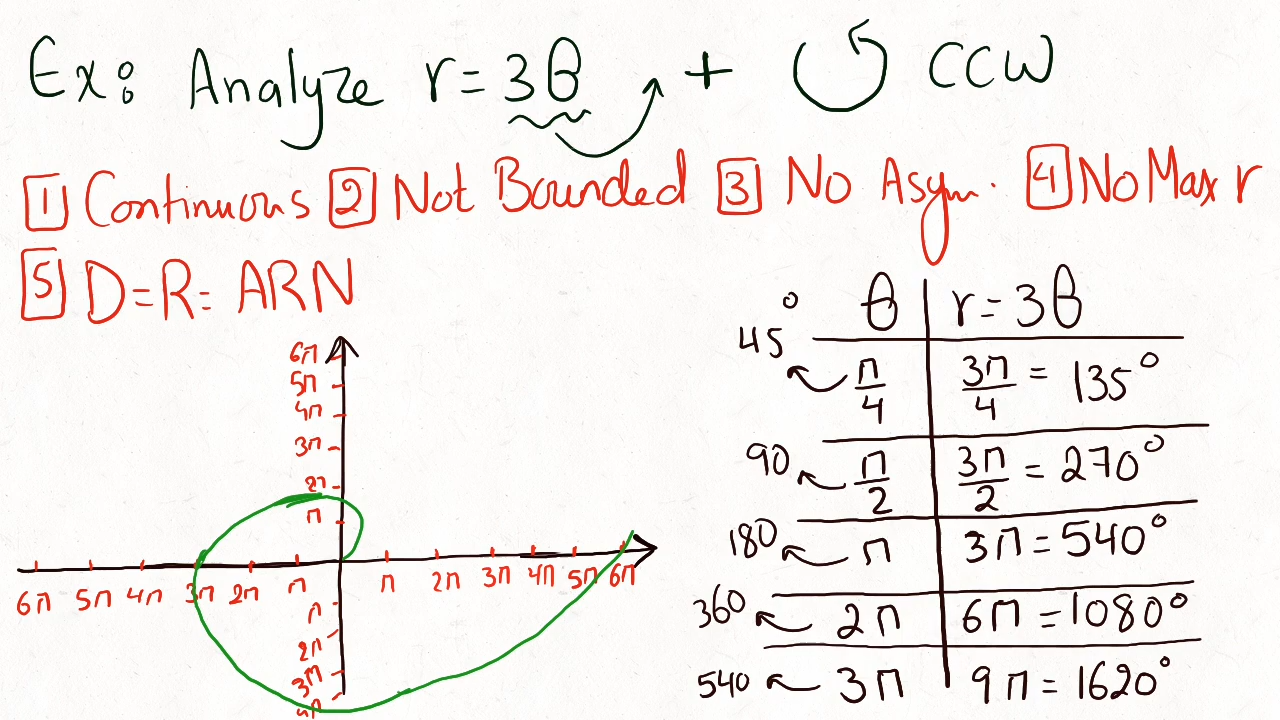 Ex: Analyze r = 3θ + CCW
1 Continuous 2 Not Bounded 3 No Asym. 4 No Max r
5 D = R = ARN
θ r = 3θ
45° π/4 3π/4 = 135°
90 π/2 3π/2 = 270°
180 π 3π = 540°
360 2π 6π = 1080°
540 3π 9π = 1620°
6π
5π
4π
3π
2π
π
6π 5π 4π 3π 2π π π 2π 3π 4π 5π 6π
π
2π
3π
4π